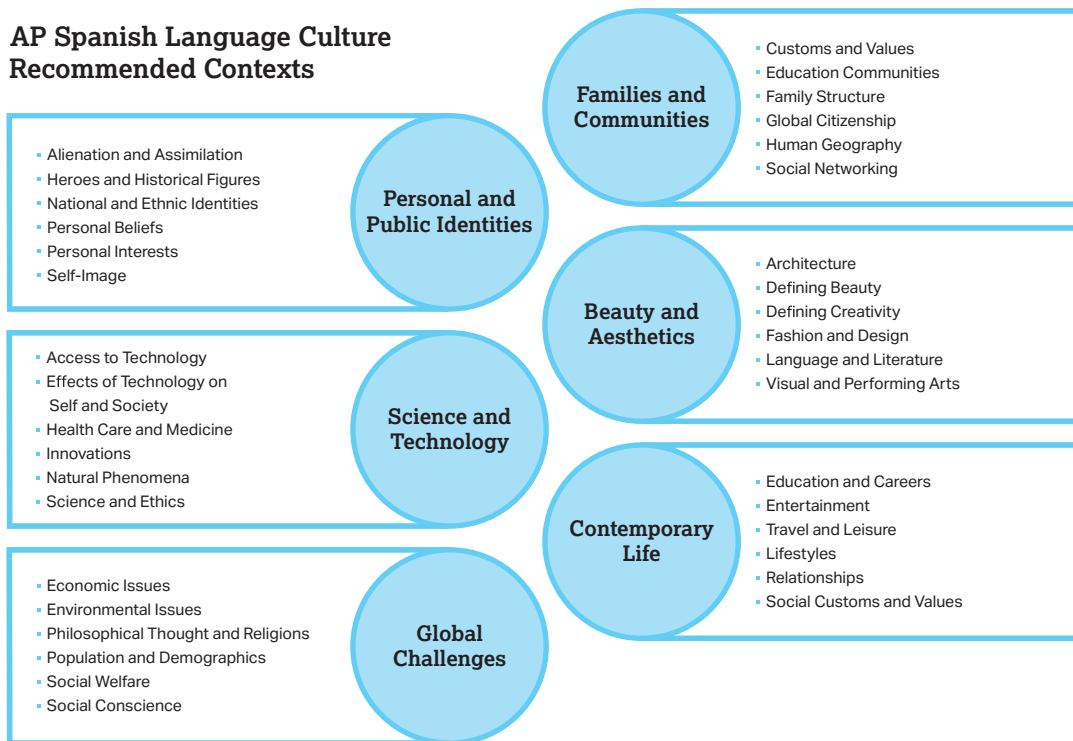 AP Spanish Language Culture
Recommended Contexts
Families and
Communities
▪ Customs and Values
▪ Education Communities
▪ Family Structure
▪ Global Citizenship
▪ Human Geography
▪ Social Networking
▪ Alienation and Assimilation
▪ Heroes and Historical Figures
▪ National and Ethnic Identities
▪ Personal Beliefs
▪ Personal Interests
▪ Self-Image
Personal and
Public Identities
Beauty and
Aesthetics
▪ Architecture
▪ Defining Beauty
▪ Defining Creativity
▪ Fashion and Design
▪ Language and Literature
▪ Visual and Performing Arts
▪ Access to Technology
▪ Effects of Technology on
Self and Society
▪ Health Care and Medicine
▪ Innovations
▪ Natural Phenomena
▪ Science and Ethics
Science and
Technology
Contemporary
Life
▪ Education and Careers
▪ Entertainment
▪ Travel and Leisure
▪ Lifestyles
▪ Relationships
▪ Social Customs and Values
▪ Economic Issues
▪ Environmental Issues
▪ Philosophical Thought and Religions
▪ Population and Demographics
▪ Social Welfare
▪ Social Conscience
Global
Challenges